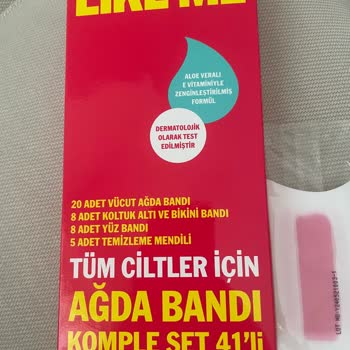 LIKE ME
ALOE VERALI
E VİTAMİNİYLE
ZENGİNLEŞTİRİLMİŞ
FORMÜL
DERMATOLOJİK
OLARAK TEST
EDİLMİŞTİR
20 ADET VÜCUT AĞDA BANDI
8 ADET KOLTUK ALTI VE BİKİNİ BANDI
8 ADET YÜZ BANDI
5 ADET TEMİZLEME MENDİLİ
TÜM CİLTLER İÇİN
AĞDA BANDI
KOMPLE SET 41'li